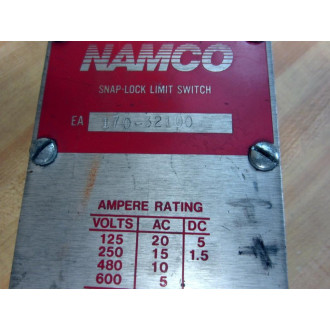 NAMCO
SNAP-LOCK LIMIT SWITCH
EA
AMPERE RATING
VOLTS AC DC
125 20 5
250 15 1.5
480 10
600 5